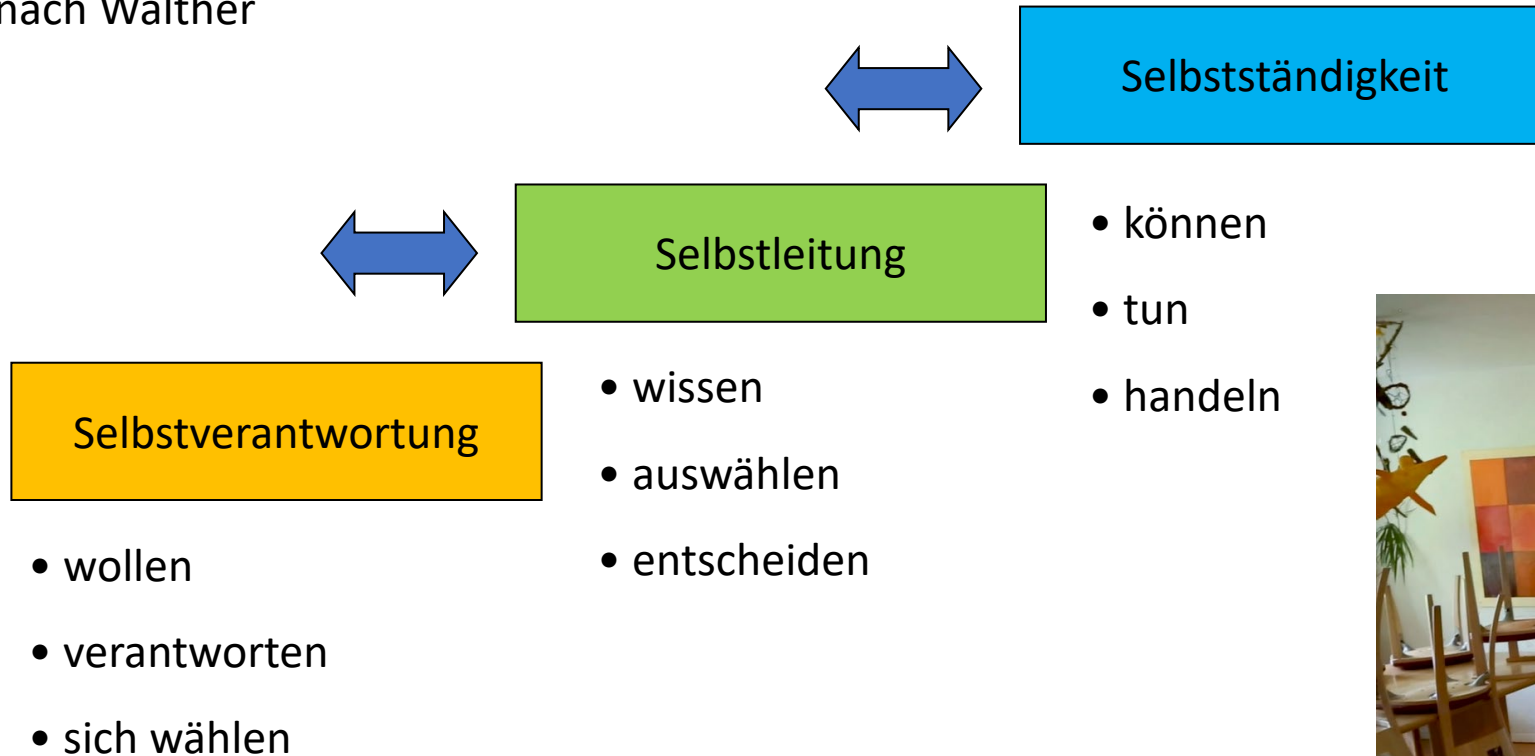 nach Walther
Selbstständigkeit
• können
• tun
• handeln
Selbstleitung
• wissen
• auswählen
• entscheiden
Selbstverantwortung
• wollen
• verantworten
• sich wählen